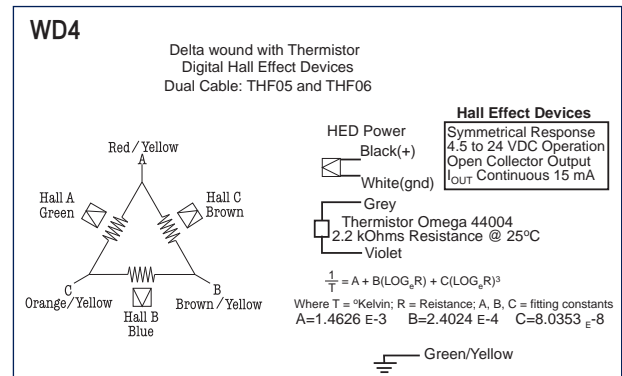 WD4
Delta wound with Thermistor
Digital Hall Effect Devices
Dual Cable: THF05 and THF06
Red/Yellow
A
Hall A
Green
Hall C
Brown
C
Orange/Yellow
Hall B
Blue
B
Brown/Yellow
HED Power
Black(+)
White(gnd)
Hall Effect Devices
Symmetrical Response
4.5 to 24 VDC Operation
Open Collector Output
I_OUT Continuous 15 mA
Grey
Thermistor Omega 44004
2.2 kOhms Resistance @ 25ºC
Violet
1/T = A + B(LOGₑR) + C(LOGₑR)³
Where T = ºKelvin; R = Reistance; A, B, C = fitting constants
A=1.4626 E-3 B=2.4024 E-4 C=8.0353 E-8
Green/Yellow